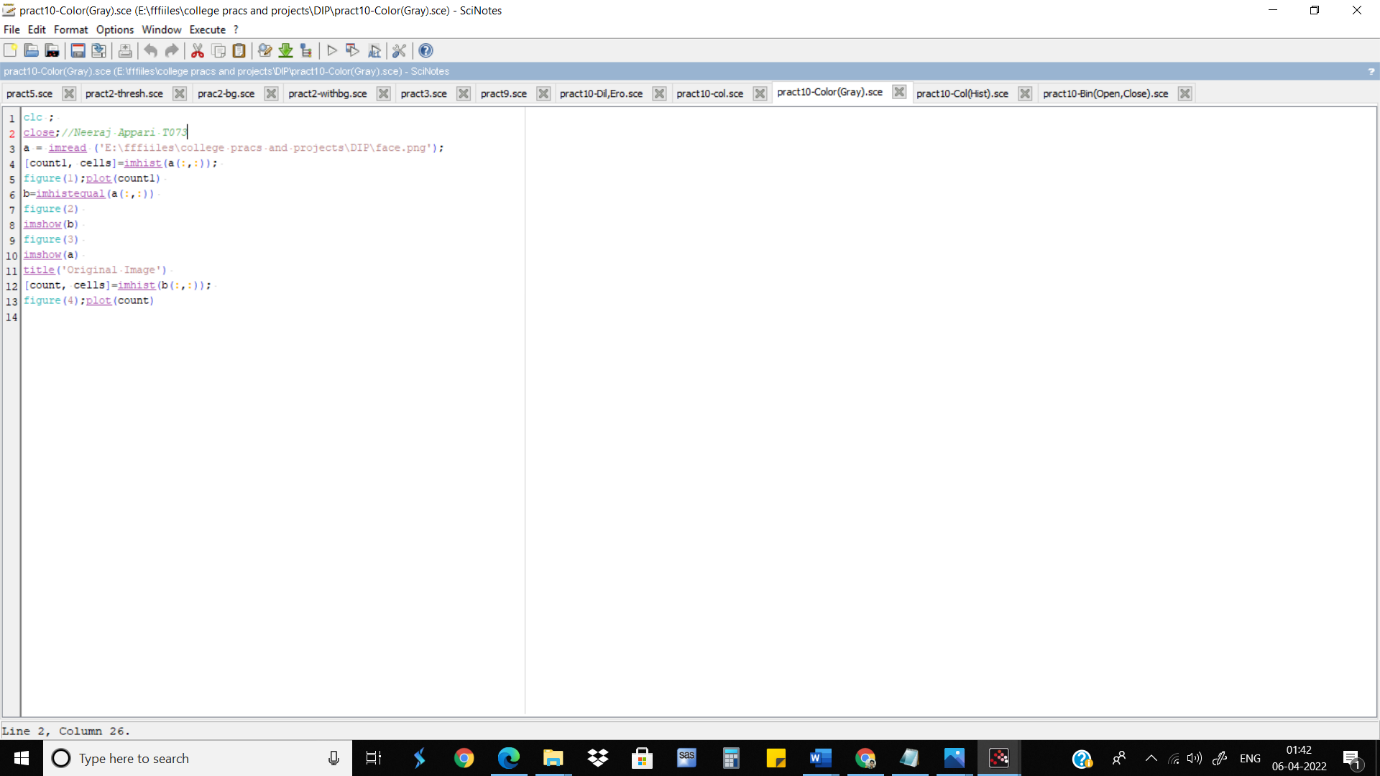 pract10-Color(Gray).sce (E:\fffiiles\college pracs and projects\DIP\pract10-Color(Gray).sce) - SciNotes
File Edit Format Options Window Execute ?
pract10-Color(Gray).sce (E:\fffiiles\college pracs and projects\DIP\pract10-Color(Gray).sce) - SciNotes ?
pract5.sce pract2-thresh.sce prac2-bg.sce pract2-withbg.sce pract3.sce pract9.sce pract10-Dil,Ero.sce pract10-col.sce pract10-Color(Gray).sce pract10-Col(Hist).sce pract10-Bin(Open,Close).sce
1 clc ;
2 close;//Neeraj Appari T073
3 a = imread ('E:\fffiiles\college pracs and projects\DIP\face.png');
4 [count1, cells]=imhist(a(:,:));
5 figure(1);plot(count1)
6 b=imhistequal(a(:,:))
7 figure(2)
8 imshow(b)
9 figure(3)
10 imshow(a)
11 title('Original Image')
12 [count, cells]=imhist(b(:,:));
13 figure(4);plot(count)
14
Line 2, Column 26.
Type here to search
sas
W
ENG
01:42
06-04-2022
1